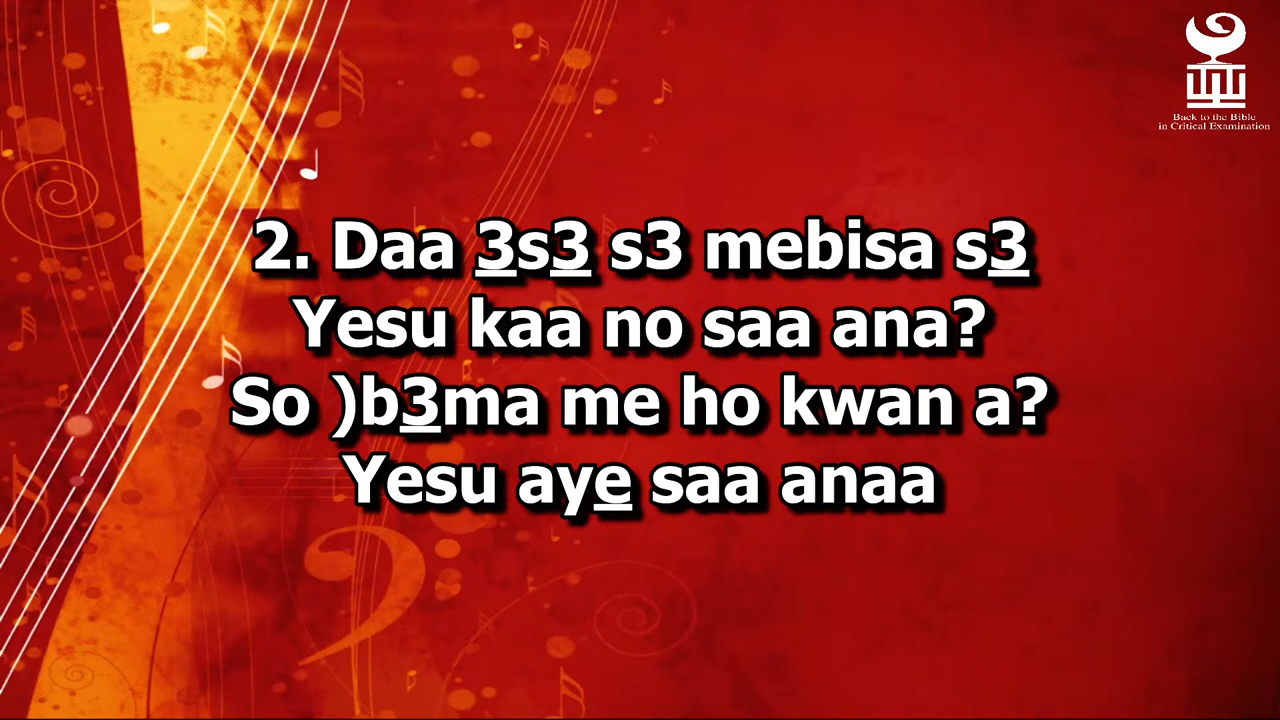 Back to the Bible
in Critical Examination
2. Daa 3s3 s3 mebisa s3
Yesu kaa no saa ana?
So )b3ma me ho kwan a?
Yesu aye saa anaa